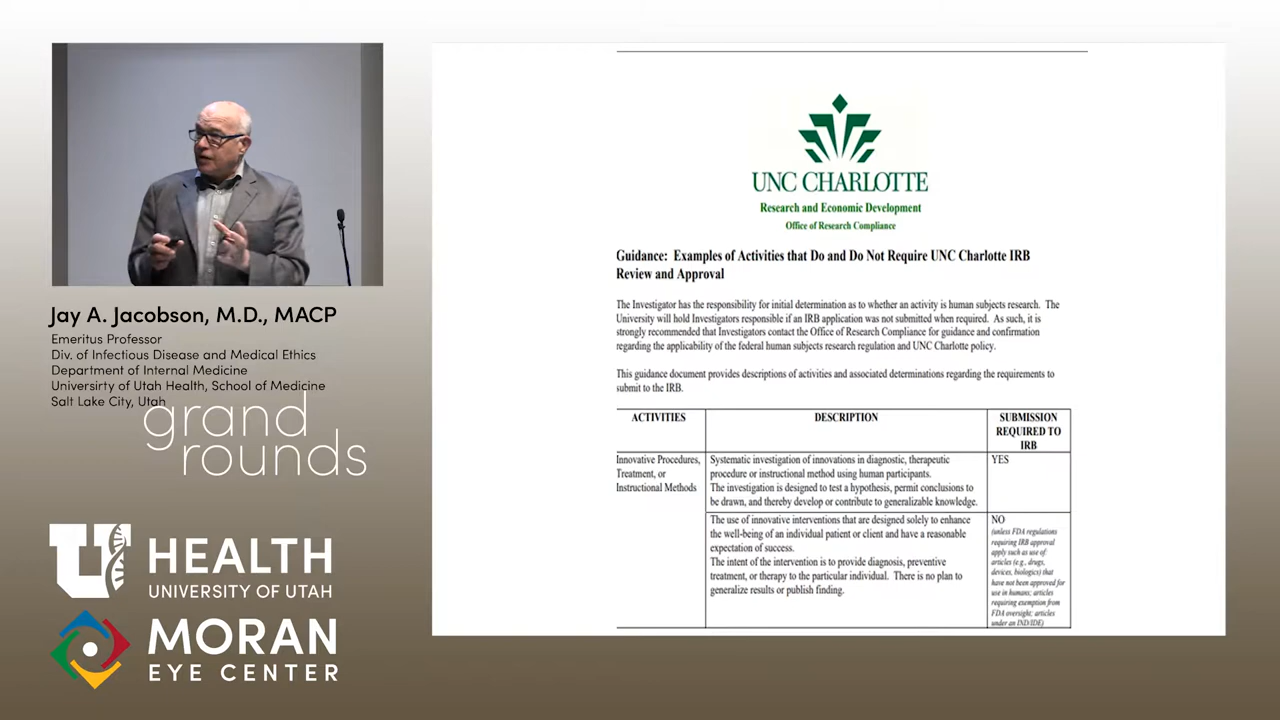 Jay A. Jacobson, M.D., MACP
Emeritus Professor
Div. of Infectious Disease and Medical Ethics
Department of Internal Medicine
Univerisrty of Utah Health, School of Medicine
Salt Lake City, Utah
grand
rounds
U
HEALTH
UNIVERSITY OF UTAH
MORAN
EYE CENTER
UNC CHARLOTTE
Research and Economic Development
Office of Research Compliance
Guidance: Examples of Activities that Do and Do Not Require UNC Charlotte IRB
Review and Approval
The Investigator has the responsibility for initial determination as to whether an activity is human subjects research. The
University will hold Investigators responsible if an IRB application was not submitted when required. As such, it is
strongly recommended that Investigators contact the Office of Research Compliance for guidance and confirmation
regarding the applicability of the federal human subjects research regulation and UNC Charlotte policy.
This guidance document provides descriptions of activities and associated determinations regarding the requirements to
submit to the IRB.
ACTIVITIES
DESCRIPTION
SUBMISSION
REQUIRED TO
IRB
Innovative Procedures,
Treatment, or
Instructional Methods
Systematic investigation of innovations in diagnostic, therapeutic
procedure or instructional method using human participants.
The investigation is designed to test a hypothesis, permit conclusions to
be drawn, and thereby develop or contribute to generalizable knowledge.
YES
The use of innovative interventions that are designed solely to enhance
the well-being of an individual patient or client and have a reasonable
expectation of success.
The intent of the intervention is to provide diagnosis, preventive
treatment, or therapy to the particular individual. There is no plan to
generalize results or publish finding.
NO
(unless FDA regulations
requiring IRB approval
apply such as use of:
articles (e.g., drugs,
devices, biologics) that
have not been approved for
use in humans; articles
requiring exemption from
FDA oversight; articles
under an IND/IDE)